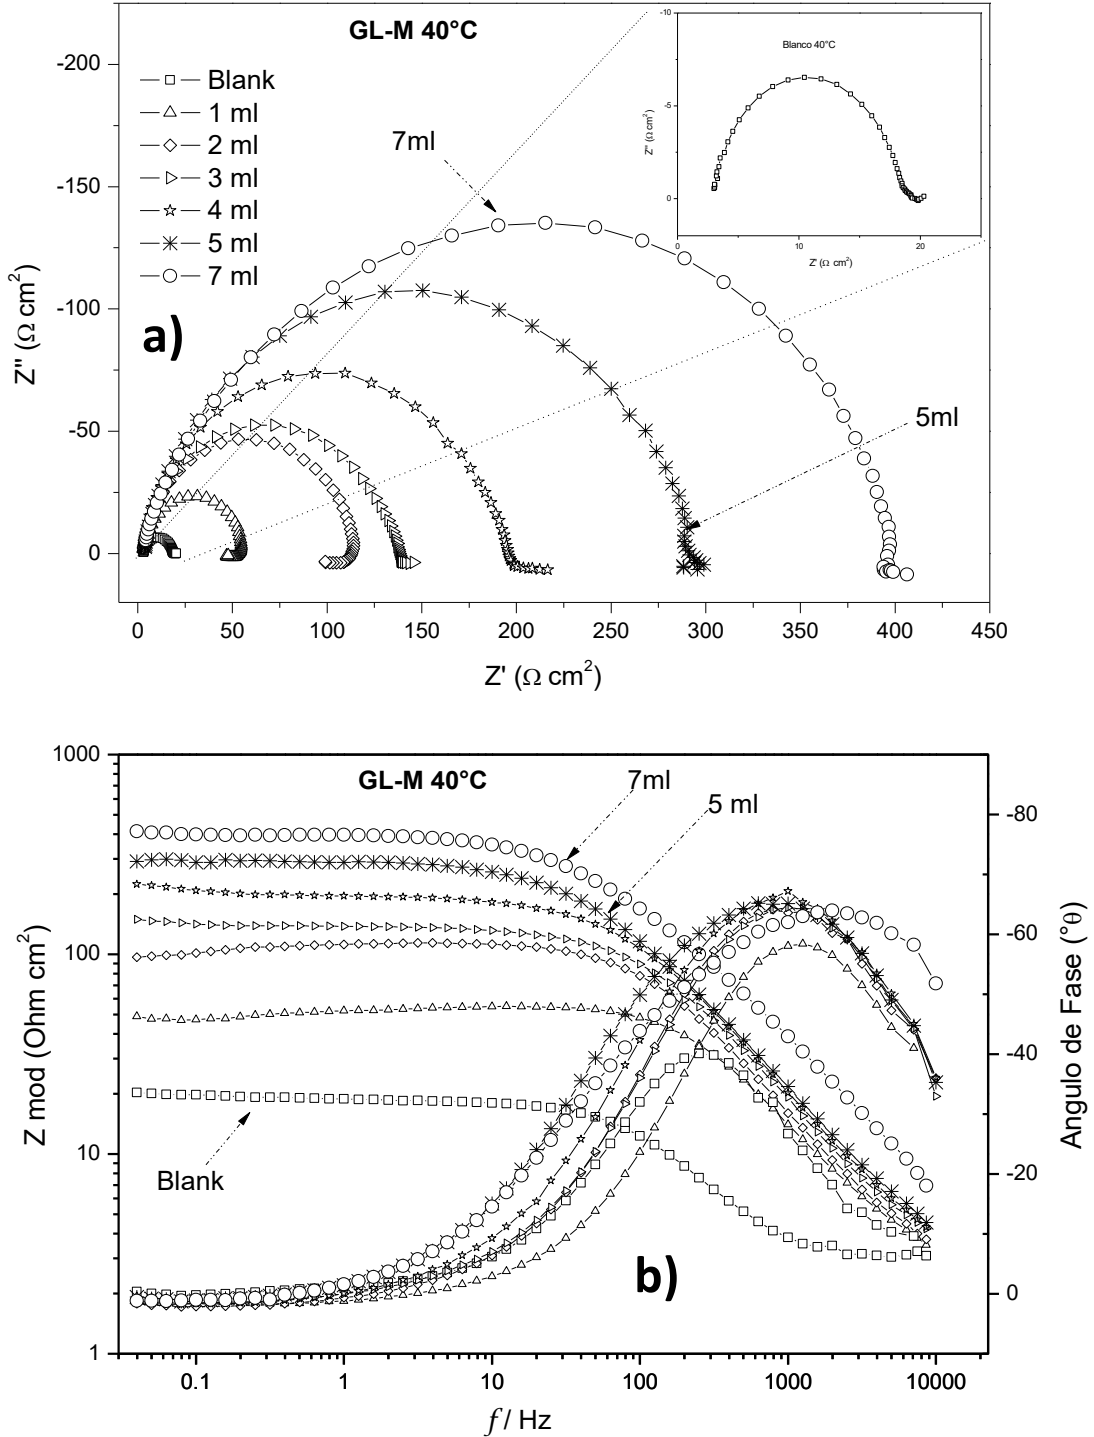 GL-M 40°C
Blank
1 ml
2 ml
3 ml
4 ml
5 ml
7 ml
a)
7ml
5ml
Z'' (Ω cm²)
-200
-150
-100
-50
0
0 50 100 150 200 250 300 350 400 450
Z' (Ω cm²)
Blanco 40°C
Z'' (Ω cm²)
-10
-5
0
0 10 20
Z' (Ω cm²)
GL-M 40°C
7ml
5 ml
Blank
b)
Z mod (Ohm cm²)
1000
100
10
1
0.1 1 10 100 1000 10000
f / Hz
-80
-60
-40
-20
0
Angulo de Fase (°θ)